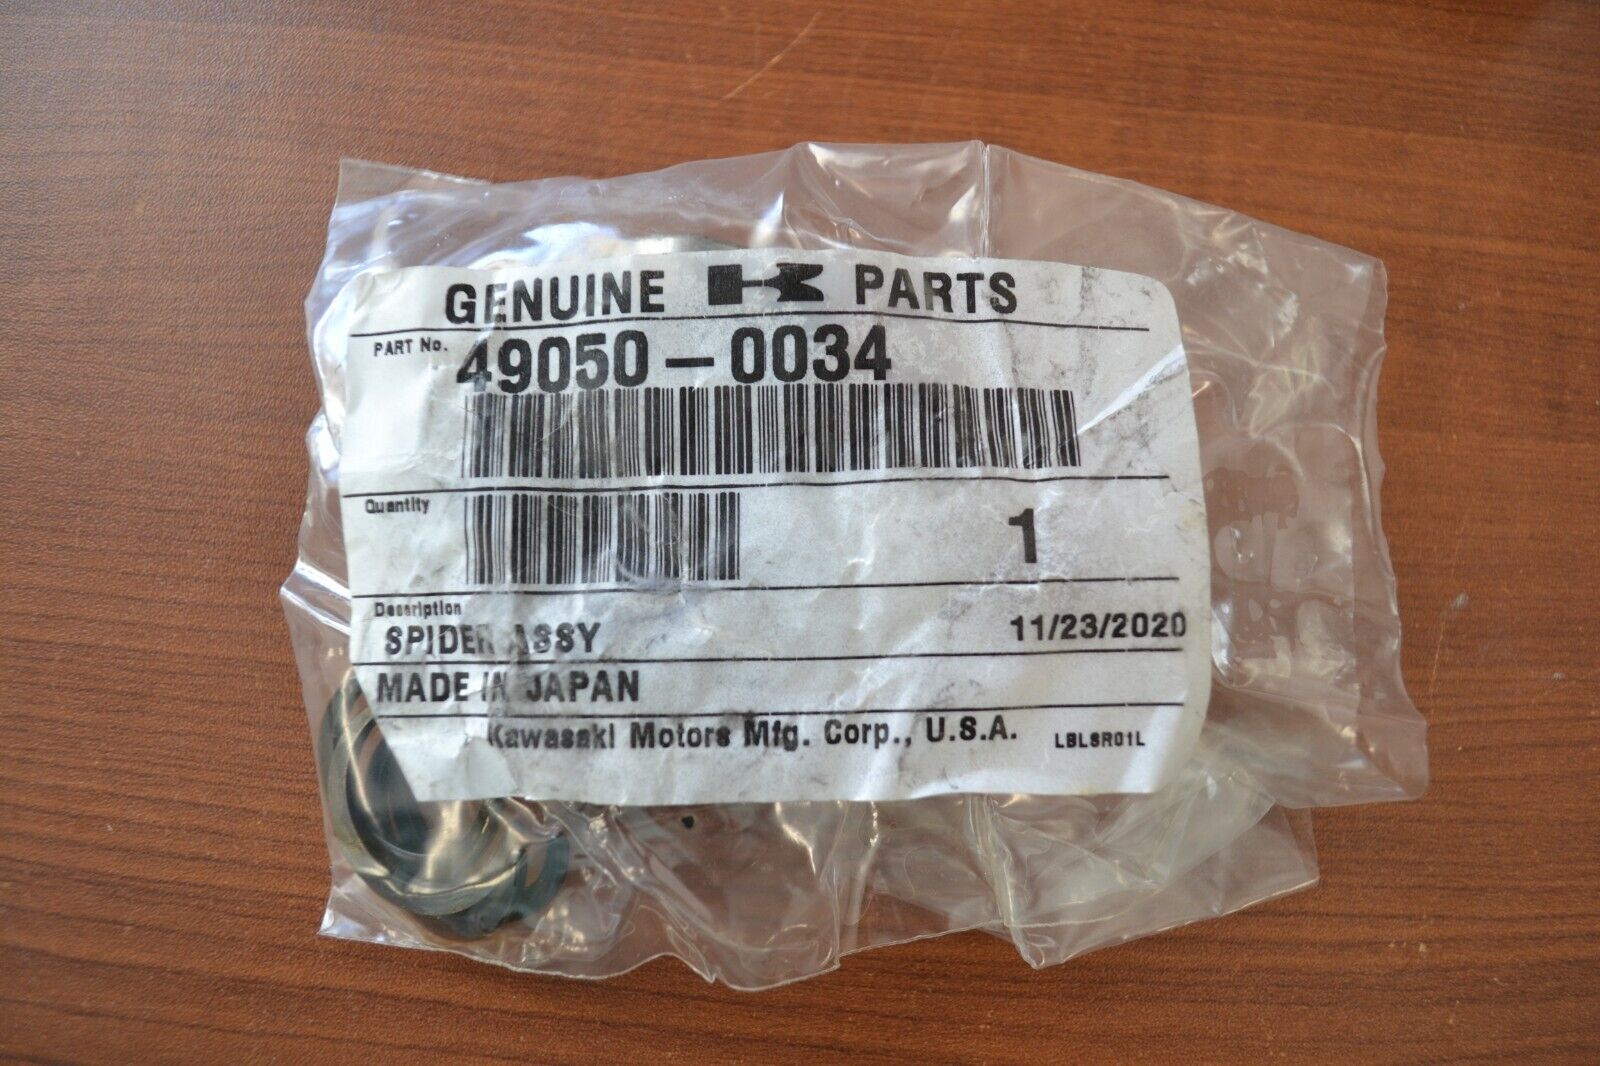 GENUINE PARTS
PART No. 49050-0034
Quantity 1
Description
SPIDER ASSY 11/23/2020
MADE IN JAPAN
Kawasaki Motors Mfg. Corp., U.S.A. LBLSR01L